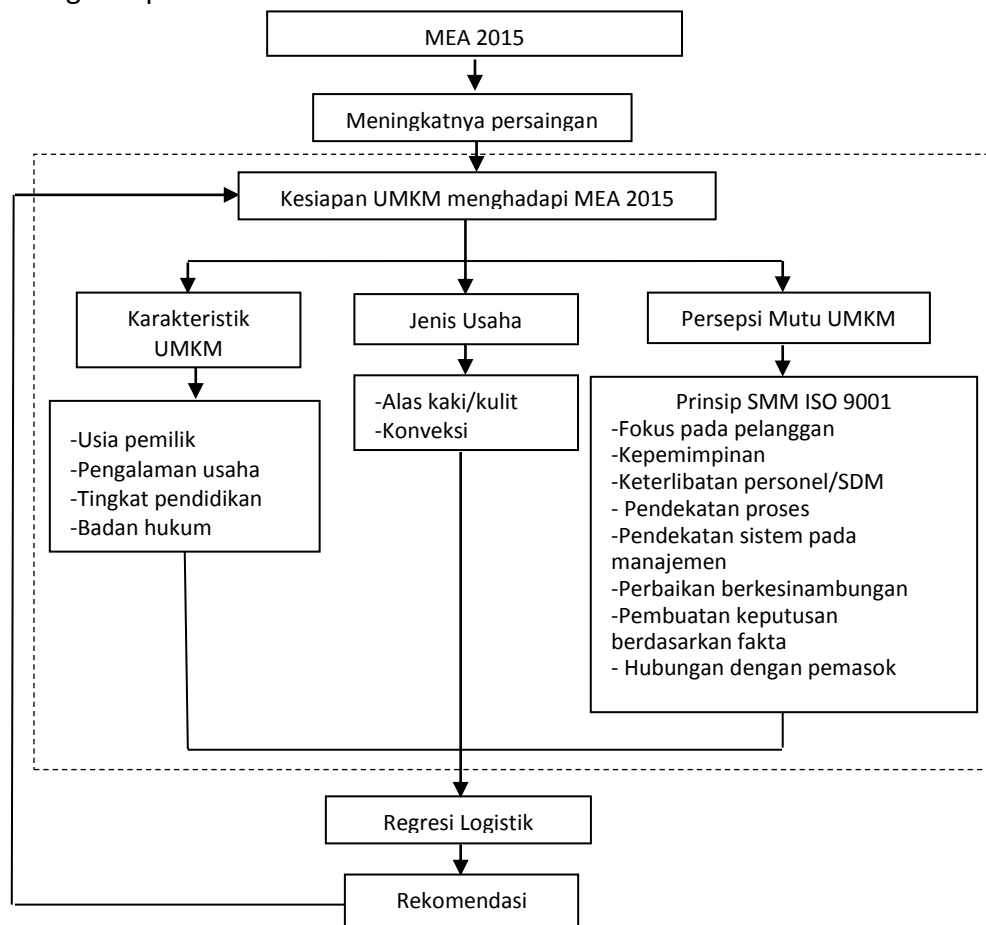 MEA 2015
Meningkatnya persaingan
Kesiapan UMKM menghadapi MEA 2015
Karakteristik
UMKM
Jenis Usaha
Persepsi Mutu UMKM
-Usia pemilik
-Pengalaman usaha
-Tingkat pendidikan
-Badan hukum
-Alas kaki/kulit
-Konveksi
Prinsip SMM ISO 9001
-Fokus pada pelanggan
-Kepemimpinan
-Keterlibatan personel/SDM
- Pendekatan proses
-Pendekatan sistem pada
manajemen
-Perbaikan berkesinambungan
-Pembuatan keputusan
berdasarkan fakta
- Hubungan dengan pemasok
Regresi Logistik
Rekomendasi